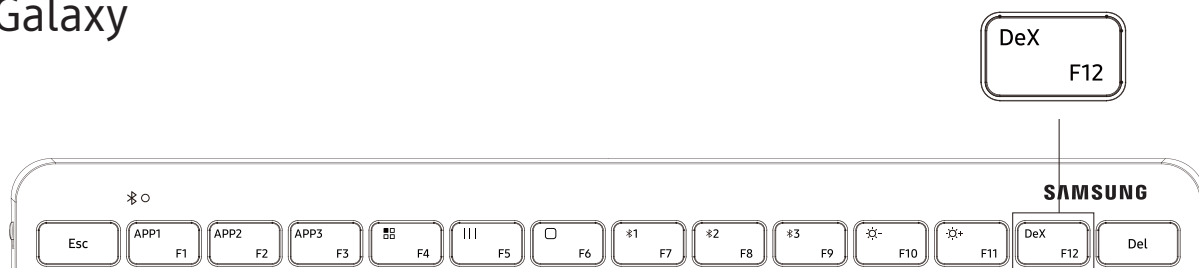 Galaxy
DeX
F12
SAMSUNG
Esc
APP1
F1
APP2
F2
APP3
F3
F4
F5
F6
1
F7
2
F8
3
F9
-
F10
+
F11
DeX
F12
Del